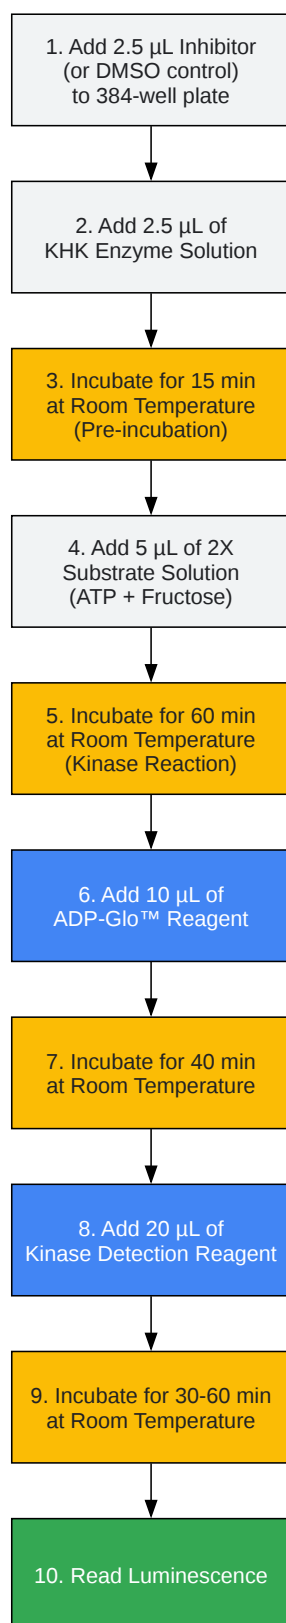 1. Add 2.5 µL Inhibitor
(or DMSO control)
to 384-well plate
2. Add 2.5 µL of
KHK Enzyme Solution
3. Incubate for 15 min
at Room Temperature
(Pre-incubation)
4. Add 5 µL of 2X
Substrate Solution
(ATP + Fructose)
5. Incubate for 60 min
at Room Temperature
(Kinase Reaction)
6. Add 10 µL of
ADP-Glo™ Reagent
7. Incubate for 40 min
at Room Temperature
8. Add 20 µL of
Kinase Detection Reagent
9. Incubate for 30-60 min
at Room Temperature
10. Read Luminescence